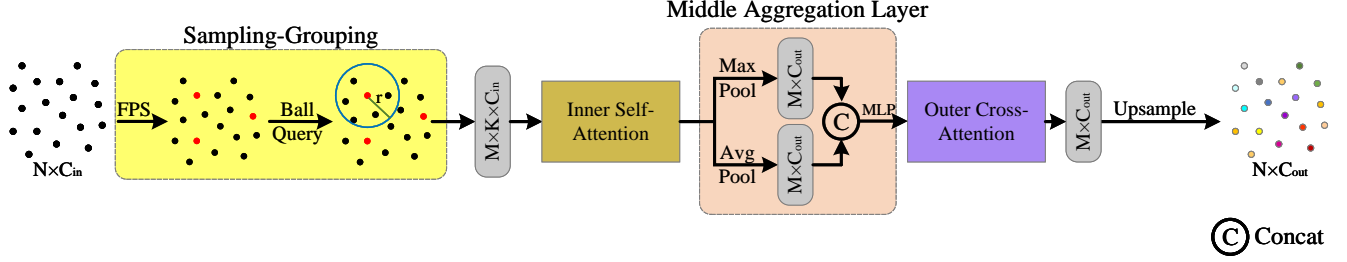 Middle Aggregation Layer
Sampling-Grouping
N×Cin
FPS
Ball
Query
r
M×K×Cin
Inner Self-
Attention
Max
Pool
M×Cout
Avg
Pool
M×Cout
C
MLP
Outer Cross-
Attention
M×Cout
Upsample
N×Cout
C Concat